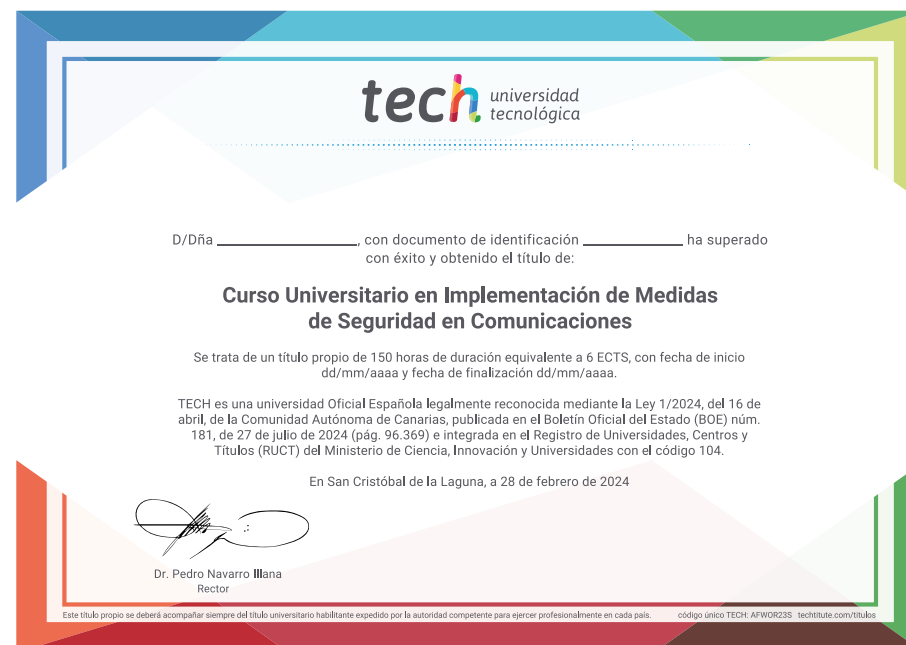 tech universidad
tecnológica
D/Dña ____________, con documento de identificación ____________ ha superado
con éxito y obtenido el título de:
Curso Universitario en Implementación de Medidas
de Seguridad en Comunicaciones
Se trata de un título propio de 150 horas de duración equivalente a 6 ECTS, con fecha de inicio
dd/mm/aaaa y fecha de finalización dd/mm/aaaa.
TECH es una universidad Oficial Española legalmente reconocida mediante la Ley 1/2024, del 16 de
abril, de la Comunidad Autónoma de Canarias, publicada en el Boletín Oficial del Estado (BOE) núm.
181, de 27 de julio de 2024 (pág. 96.369) e integrada en el Registro de Universidades, Centros y
Títulos (RUCT) del Ministerio de Ciencia, Innovación y Universidades con el código 104.
En San Cristóbal de la Laguna, a 28 de febrero de 2024
Dr. Pedro Navarro Illana
Rector
Este título propio se deberá acompañar siempre del título universitario habilitante expedido por la autoridad competente para ejercer profesionalmente en cada país. código único TECH: AFWOR23S techtitute.com/titulos